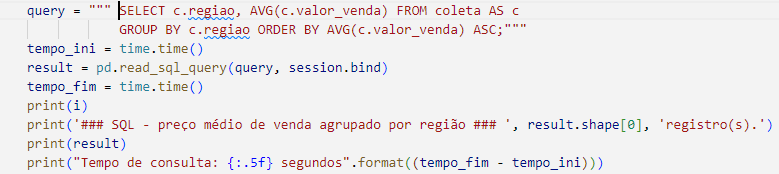 query = """ SELECT c.regiao, AVG(c.valor_venda) FROM coleta AS c
GROUP BY c.regiao ORDER BY AVG(c.valor_venda) ASC;"""
tempo_ini = time.time()
result = pd.read_sql_query(query, session.bind)
tempo_fim = time.time()
print(i)
print('### SQL - preço médio de venda agrupado por região ### ', result.shape[0], 'registro(s).')
print(result)
print("Tempo de consulta: {:.5f} segundos".format((tempo_fim - tempo_ini)))